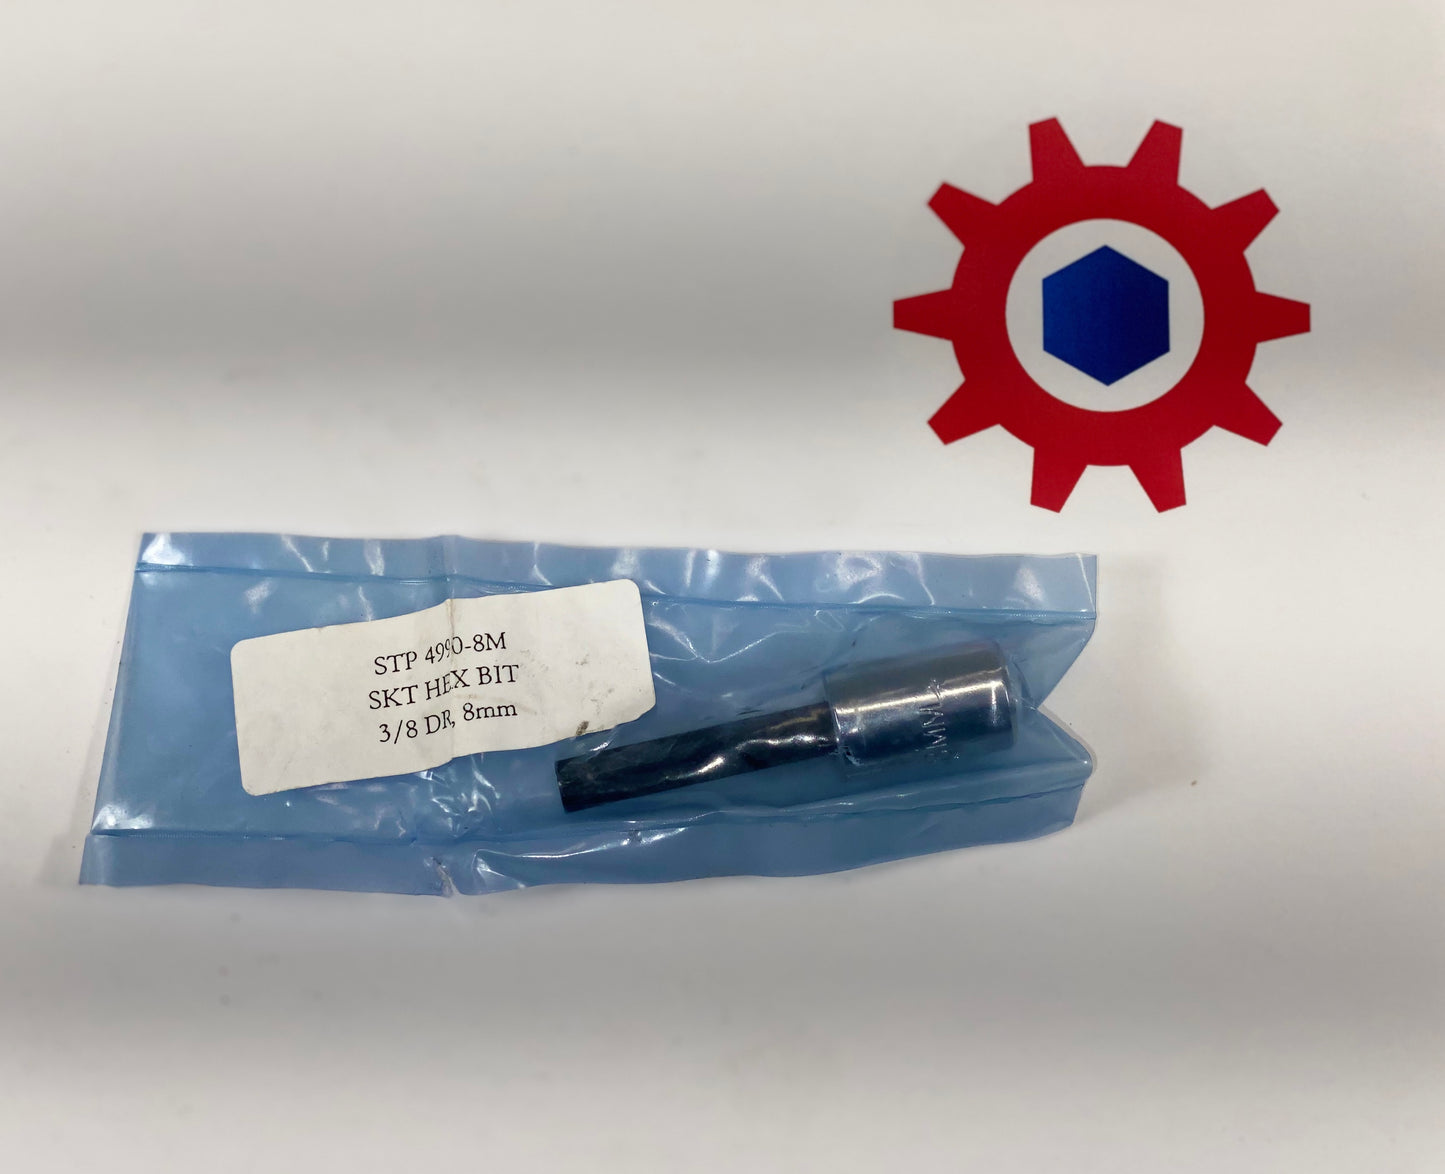 STP 4990-8M
SKT HEX BIT
3/8 DR, 8mm